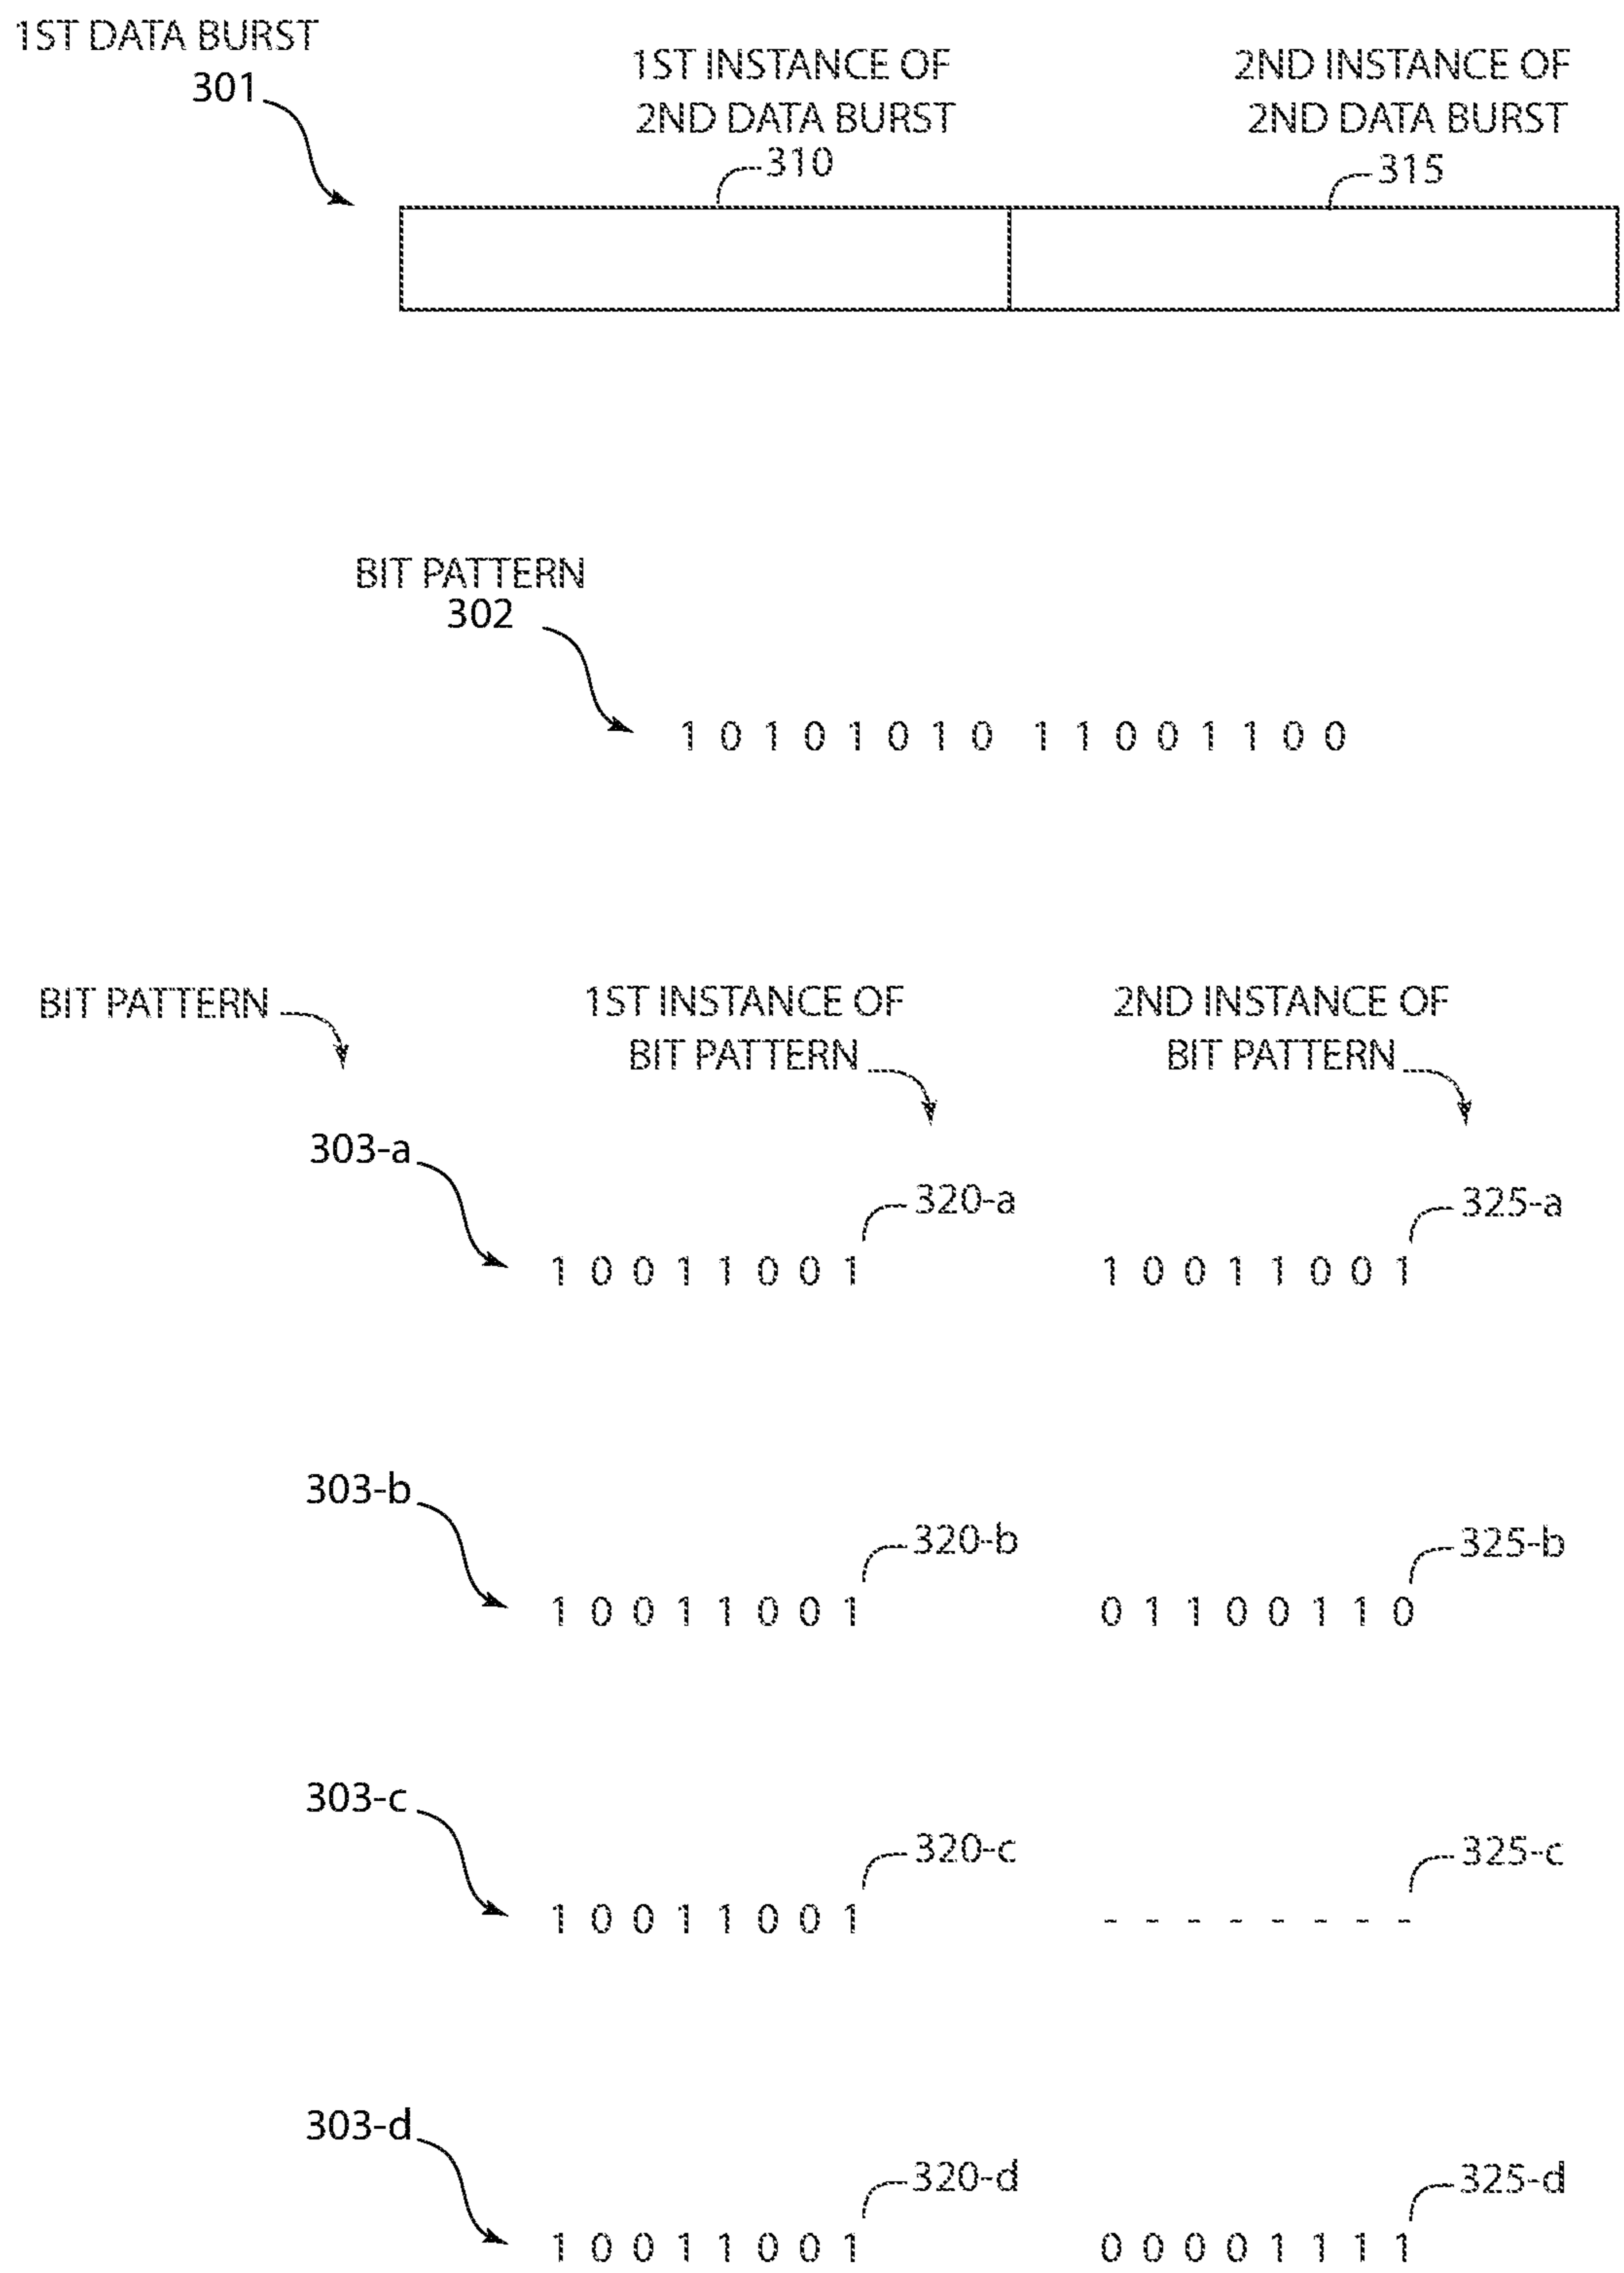 1ST DATA BURST
301
1ST INSTANCE OF
2ND DATA BURST
310
2ND INSTANCE OF
2ND DATA BURST
315
BIT PATTERN
302
1 0 1 0 1 0 1 0 1 1 0 0 1 1 0 0
BIT PATTERN
1ST INSTANCE OF
BIT PATTERN
2ND INSTANCE OF
BIT PATTERN
303-a
320-a
325-a
1 0 0 1 1 0 0 1
1 0 0 1 1 0 0 1
303-b
320-b
325-b
1 0 0 1 1 0 0 1
0 1 1 0 0 1 1 0
303-c
320-c
325-c
1 0 0 1 1 0 0 1
- - - - - - - -
303-d
320-d
325-d
1 0 0 1 1 0 0 1
0 0 0 0 1 1 1 1